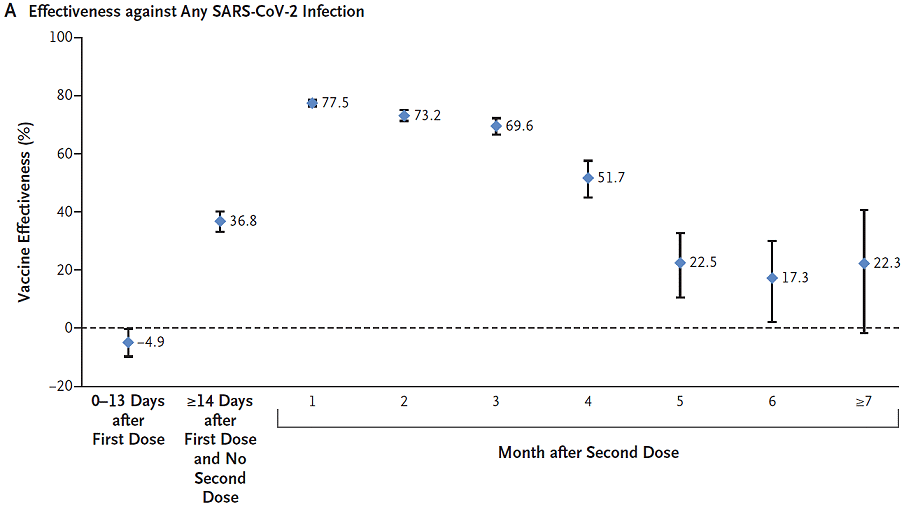 A Effectiveness against Any SARS-CoV-2 Infection
Vaccine Effectiveness (%)
100
80
60
40
20
0
−20
−4.9
36.8
77.5
73.2
69.6
51.7
22.5
17.3
22.3
0–13 Days
after
First Dose
≥14 Days
after
First Dose
and No
Second
Dose
1 2 3 4 5 6 ≥7
Month after Second Dose